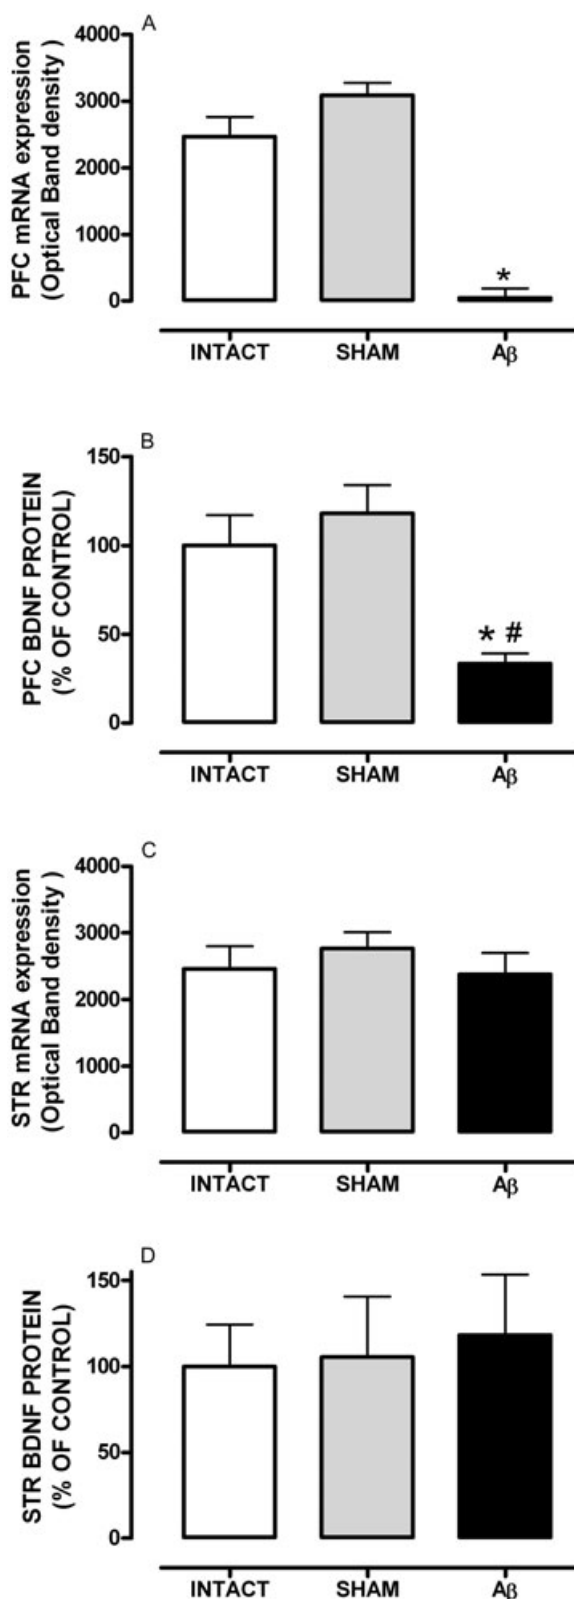 A
PFC mRNA expression
(Optical Band density )
4000
3000
2000
1000
0
*
INTACT SHAM Aβ
B
PFC BDNF PROTEIN
(% OF CONTROL)
150
100
50
0
* #
INTACT SHAM Aβ
C
STR mRNA expression
(Optical Band density )
4000
3000
2000
1000
0
INTACT SHAM Aβ
D
STR BDNF PROTEIN
(% OF CONTROL)
150
100
50
0
INTACT SHAM Aβ